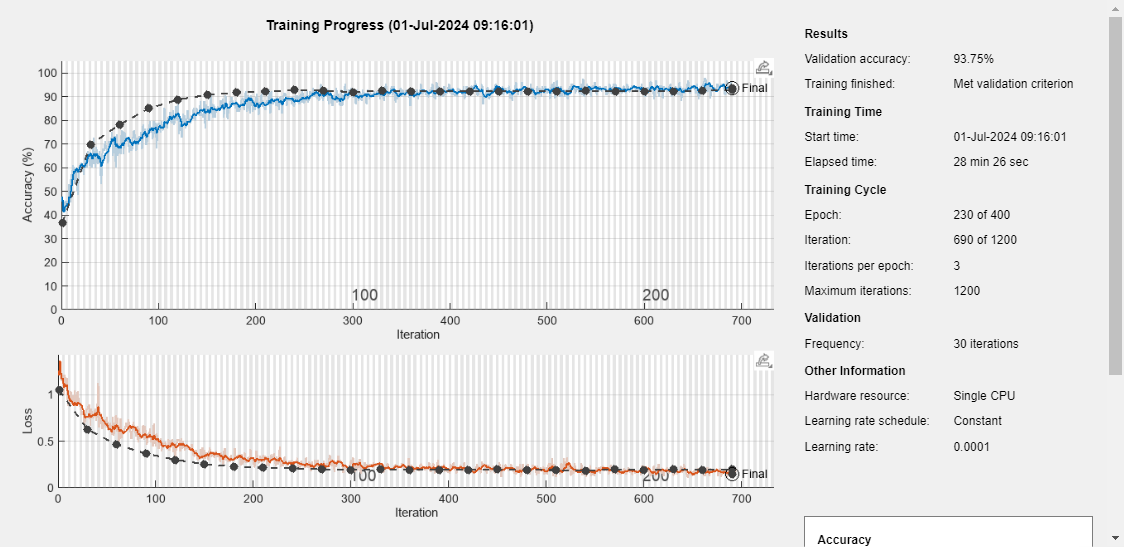 Training Progress (01-Jul-2024 09:16:01)
100
90
80
70
60
50
40
30
20
10
0
Accuracy (%)
Final
100
200
0
100
200
300
400
500
600
700
Iteration
1
0.5
0
Loss
Final
100
200
0
100
200
300
400
500
600
700
Iteration
Results
Validation accuracy: 93.75%
Training finished: Met validation criterion
Training Time
Start time: 01-Jul-2024 09:16:01
Elapsed time: 28 min 26 sec
Training Cycle
Epoch: 230 of 400
Iteration: 690 of 1200
Iterations per epoch: 3
Maximum iterations: 1200
Validation
Frequency: 30 iterations
Other Information
Hardware resource: Single CPU
Learning rate schedule: Constant
Learning rate: 0.0001
Accuracy